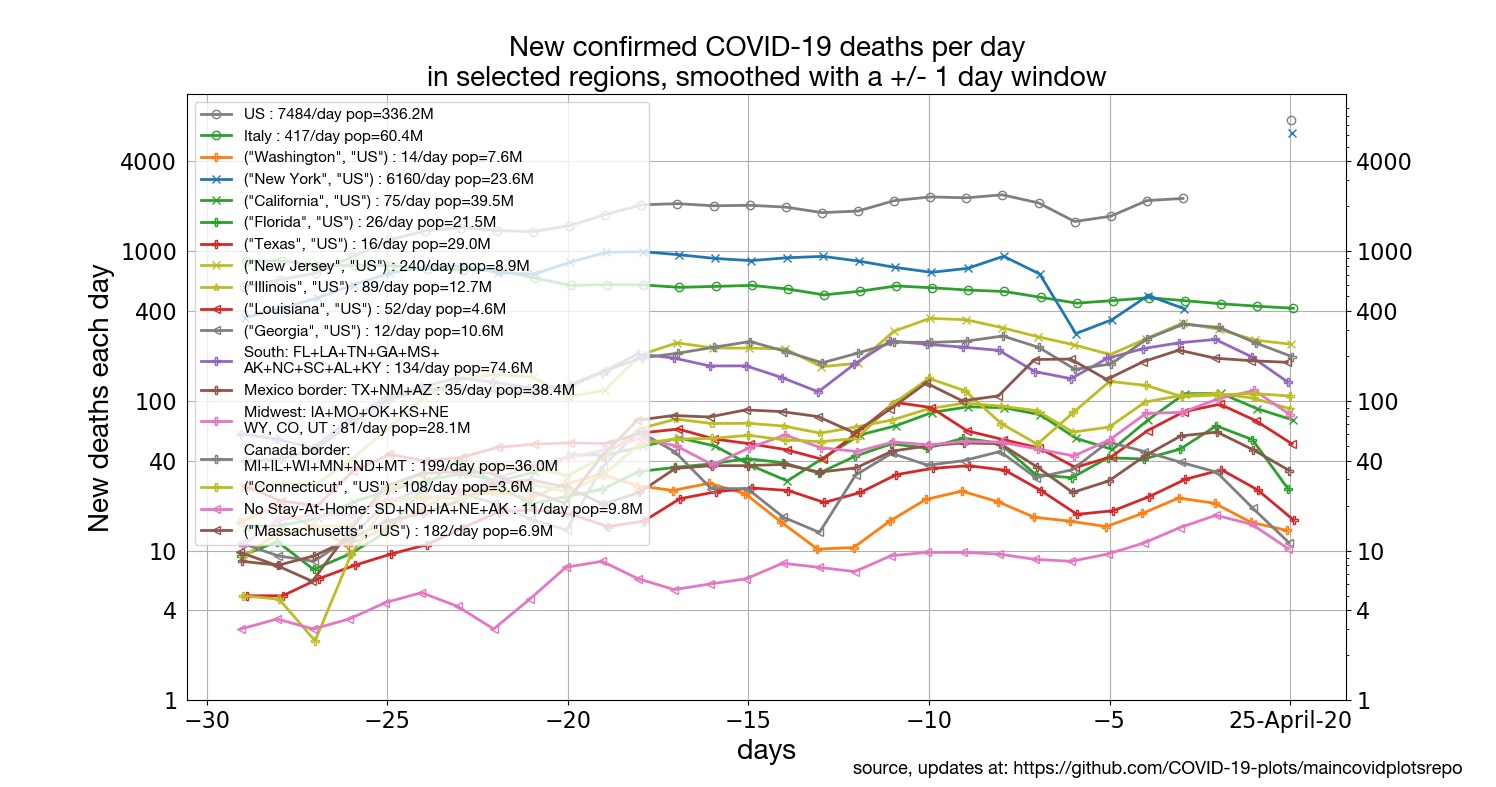 New confirmed COVID-19 deaths per day
in selected regions, smoothed with a +/- 1 day window
US : 7484/day pop=336.2M
Italy : 417/day pop=60.4M
("Washington", "US") : 14/day pop=7.6M
("New York", "US") : 6160/day pop=23.6M
("California", "US") : 75/day pop=39.5M
("Florida", "US") : 26/day pop=21.5M
("Texas", "US") : 16/day pop=29.0M
("New Jersey", "US") : 240/day pop=8.9M
("Illinois", "US") : 89/day pop=12.7M
("Louisiana", "US") : 52/day pop=4.6M
("Georgia", "US") : 12/day pop=10.6M
South: FL+LA+TN+GA+MS+
AK+NC+SC+AL+KY : 134/day pop=74.6M
Mexico border: TX+NM+AZ : 35/day pop=38.4M
Midwest: IA+MO+OK+KS+NE
WY, CO, UT : 81/day pop=28.1M
Canada border:
MI+IL+WI+MN+ND+MT : 199/day pop=36.0M
("Connecticut", "US") : 108/day pop=3.6M
No Stay-At-Home: SD+ND+IA+NE+AK : 11/day pop=9.8M
("Massachusetts", "US") : 182/day pop=6.9M
New deaths each day
4000
1000
400
100
40
10
4
1
4000
1000
400
100
40
10
4
1
−30
−25
−20
−15
−10
−5
25-April-20
days
source, updates at: https://github.com/COVID-19-plots/maincovidplotsrepo